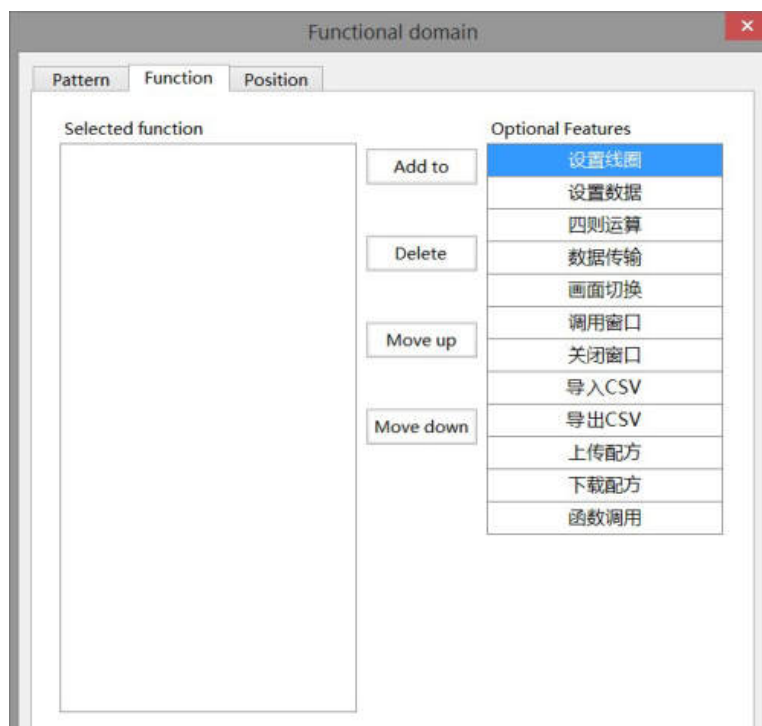 Functional domain
Pattern
Function
Position
Selected function
Optional Features
Add to
Delete
Move up
Move down
设置线圈
设置数据
四则运算
数据传输
画面切换
调用窗口
关闭窗口
导入CSV
导出CSV
上传配方
下载配方
函数调用